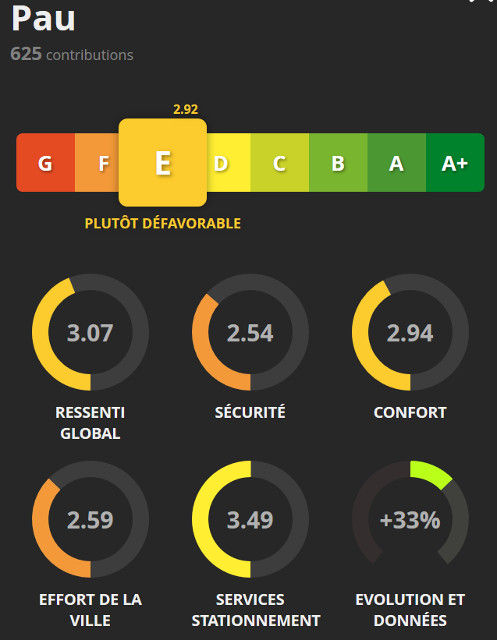 Pau
625 contributions
2.92
G F E D C B A A+
PLUTÔT DÉFAVORABLE
3.07 2.54 2.94
RESSENTI GLOBAL
SÉCURITÉ
CONFORT
2.59 3.49 +33%
EFFORT DE LA VILLE
SERVICES STATIONNEMENT
EVOLUTION ET DONNÉES